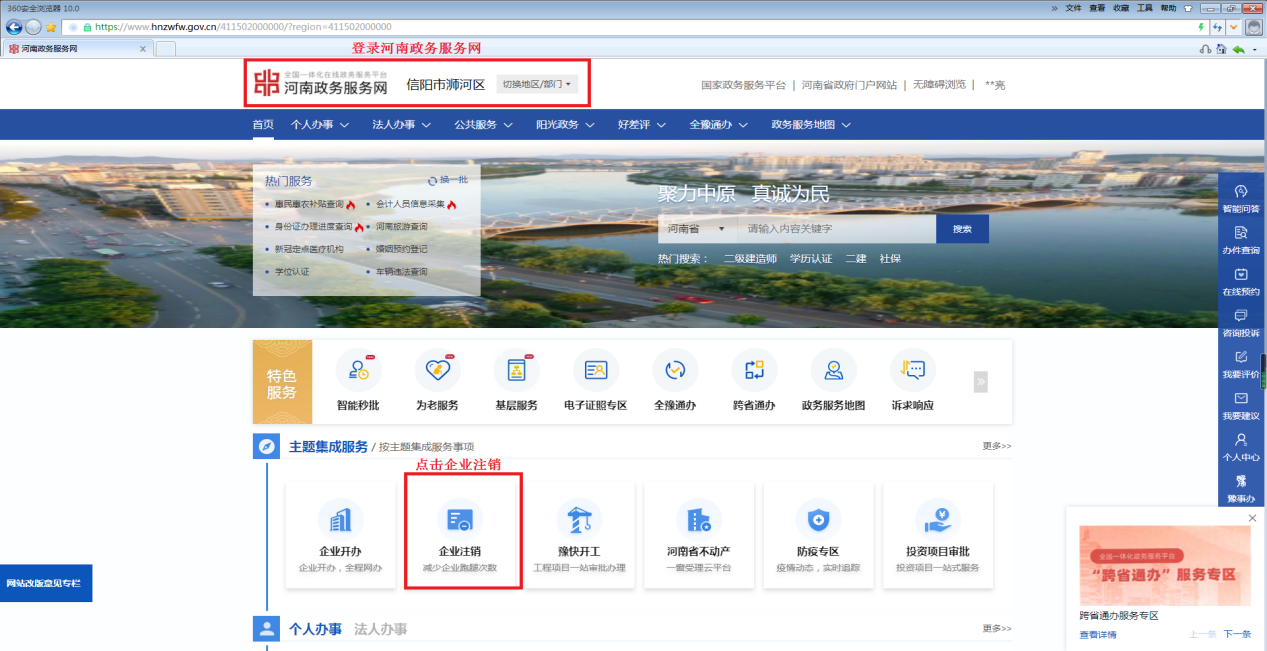 360安全浏览器 10.0
» 文件 查看 收藏 工具 帮助
https://www.hnzwfw.gov.cn/411502000000/?region=411502000000
河南政务服务网 x
登录河南政务服务网
全国一体化在线政务服务平台
河南政务服务网
信阳市浉河区
切换地区/部门
国家政务服务平台 | 河南省政府门户网站 | 无障碍浏览 | **亮
首页 个人办事 法人办事 公共服务 阳光政务 好差评 全豫通办 政务服务地图
热门服务 换一批
惠民惠农补贴查询 会计人员信息采集
身份证办理进度查询 河南旅游查询
新冠定点医疗机构 婚姻预约登记
学位认证 车辆违法查询
聚力中原 真诚为民
河南省 请输入内容关键字 搜索
热门搜索： 二级建造师 学历认证 二建 社保
智能问答
办件查询
在线预约
咨询投诉
我要评价
我要建议
个人中心
豫事办
特色
服务
智能秒批 为老服务 基层服务 电子证照专区 全豫通办 跨省通办 政务服务地图 诉求响应
主题集成服务 / 按主题集成服务事项 更多>>
点击企业注销
企业开办 企业注销 豫快开工 河南省不动产 防疫专区 投资项目审批
企业开办，全程网办 减少企业跑腿次数 工程项目一站审批办理 一窗受理云平台 疫情动态，实时追踪 投资项目一站式服务
网站改版意见专栏
全国一体化政务服务平台
“跨省通办”服务专区
跨省通办服务专区
查看详情 上一条 下一条
个人办事 法人办事 更多>>